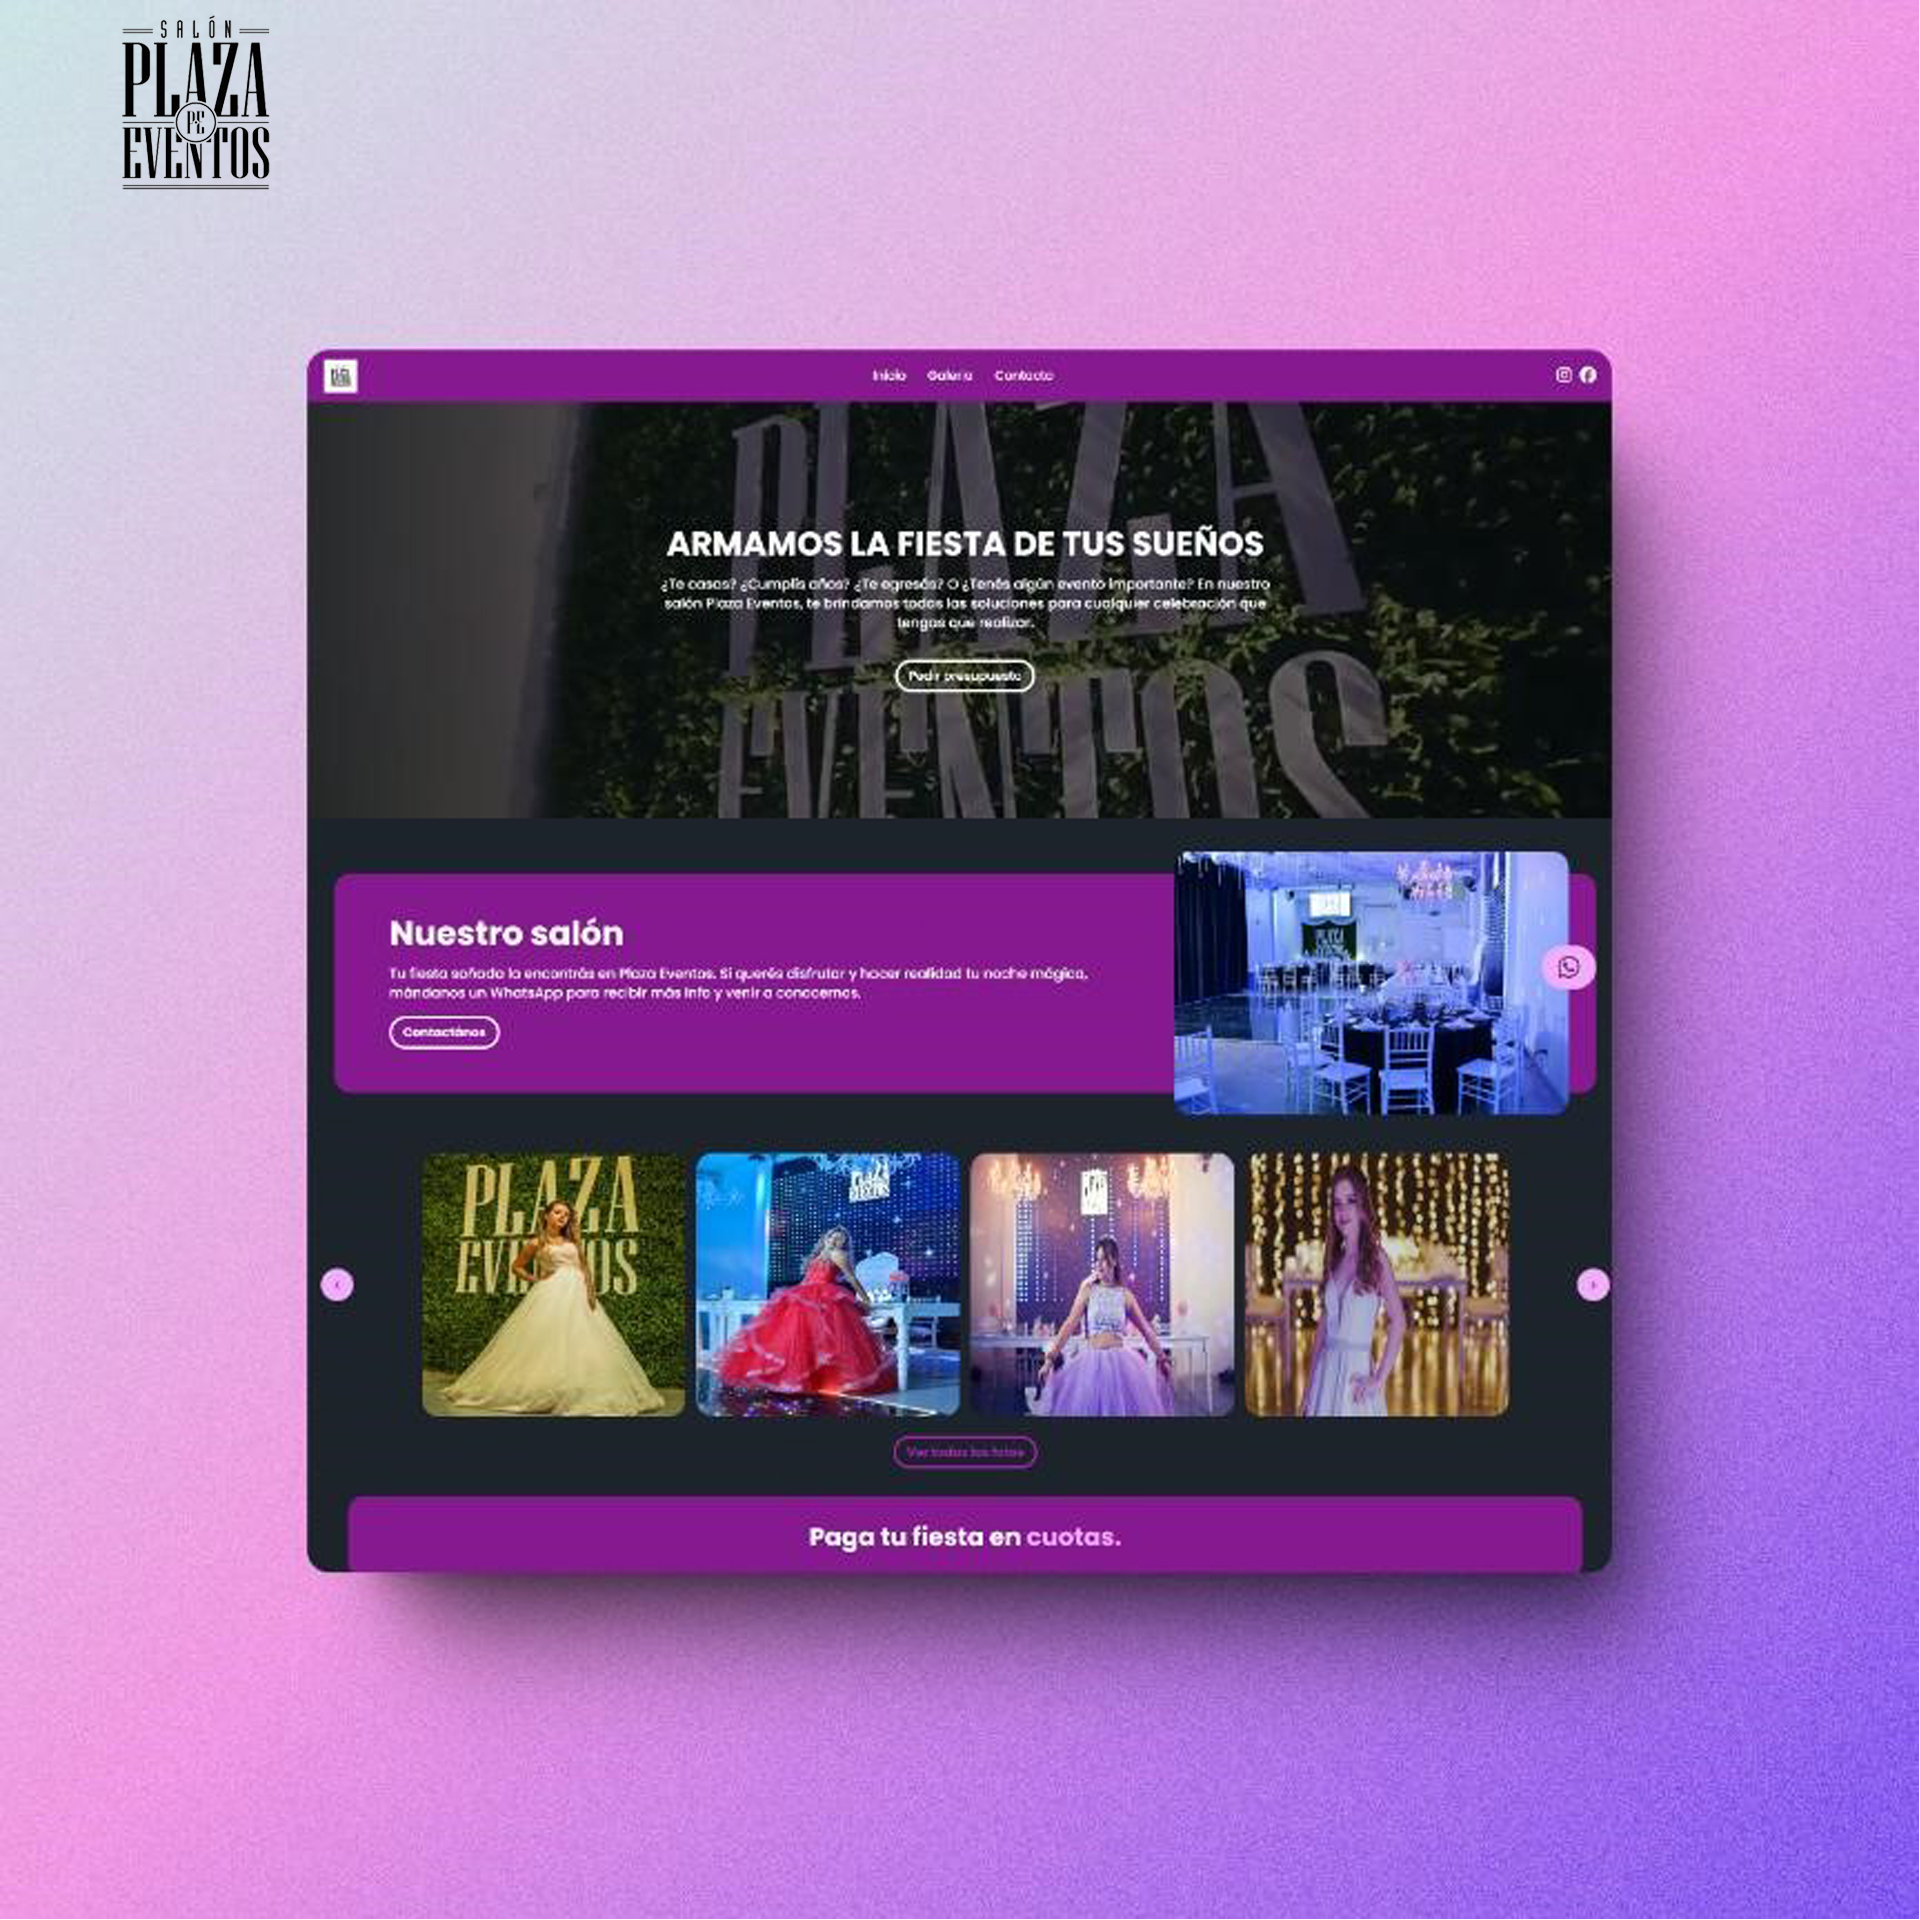 SALÓN
PLAZA
PE
EVENTOS
Inicio Galeria Contacto
PLAZA
EVENTOS
ARMAMOS LA FIESTA DE TUS SUEÑOS
¿Te casas? ¿Cumplís años? ¿Te egresás? O ¿Tenés algún evento importante? En nuestro
salón Plaza Eventos, te brindamos todas las soluciones para cualquier celebración que
tengas que realizar.
Pedir presupuesto
Nuestro salón
Tu fiesta soñada la encontrás en Plaza Eventos. Si querés disfrutar y hacer realidad tu noche mágica,
mándanos un WhatsApp para recibir más info y venir a conocernos.
Contactános
PLAZA
EVENTOS
PLAZA
EVENTOS
Ver todas las fotos
Paga tu fiesta en cuotas.